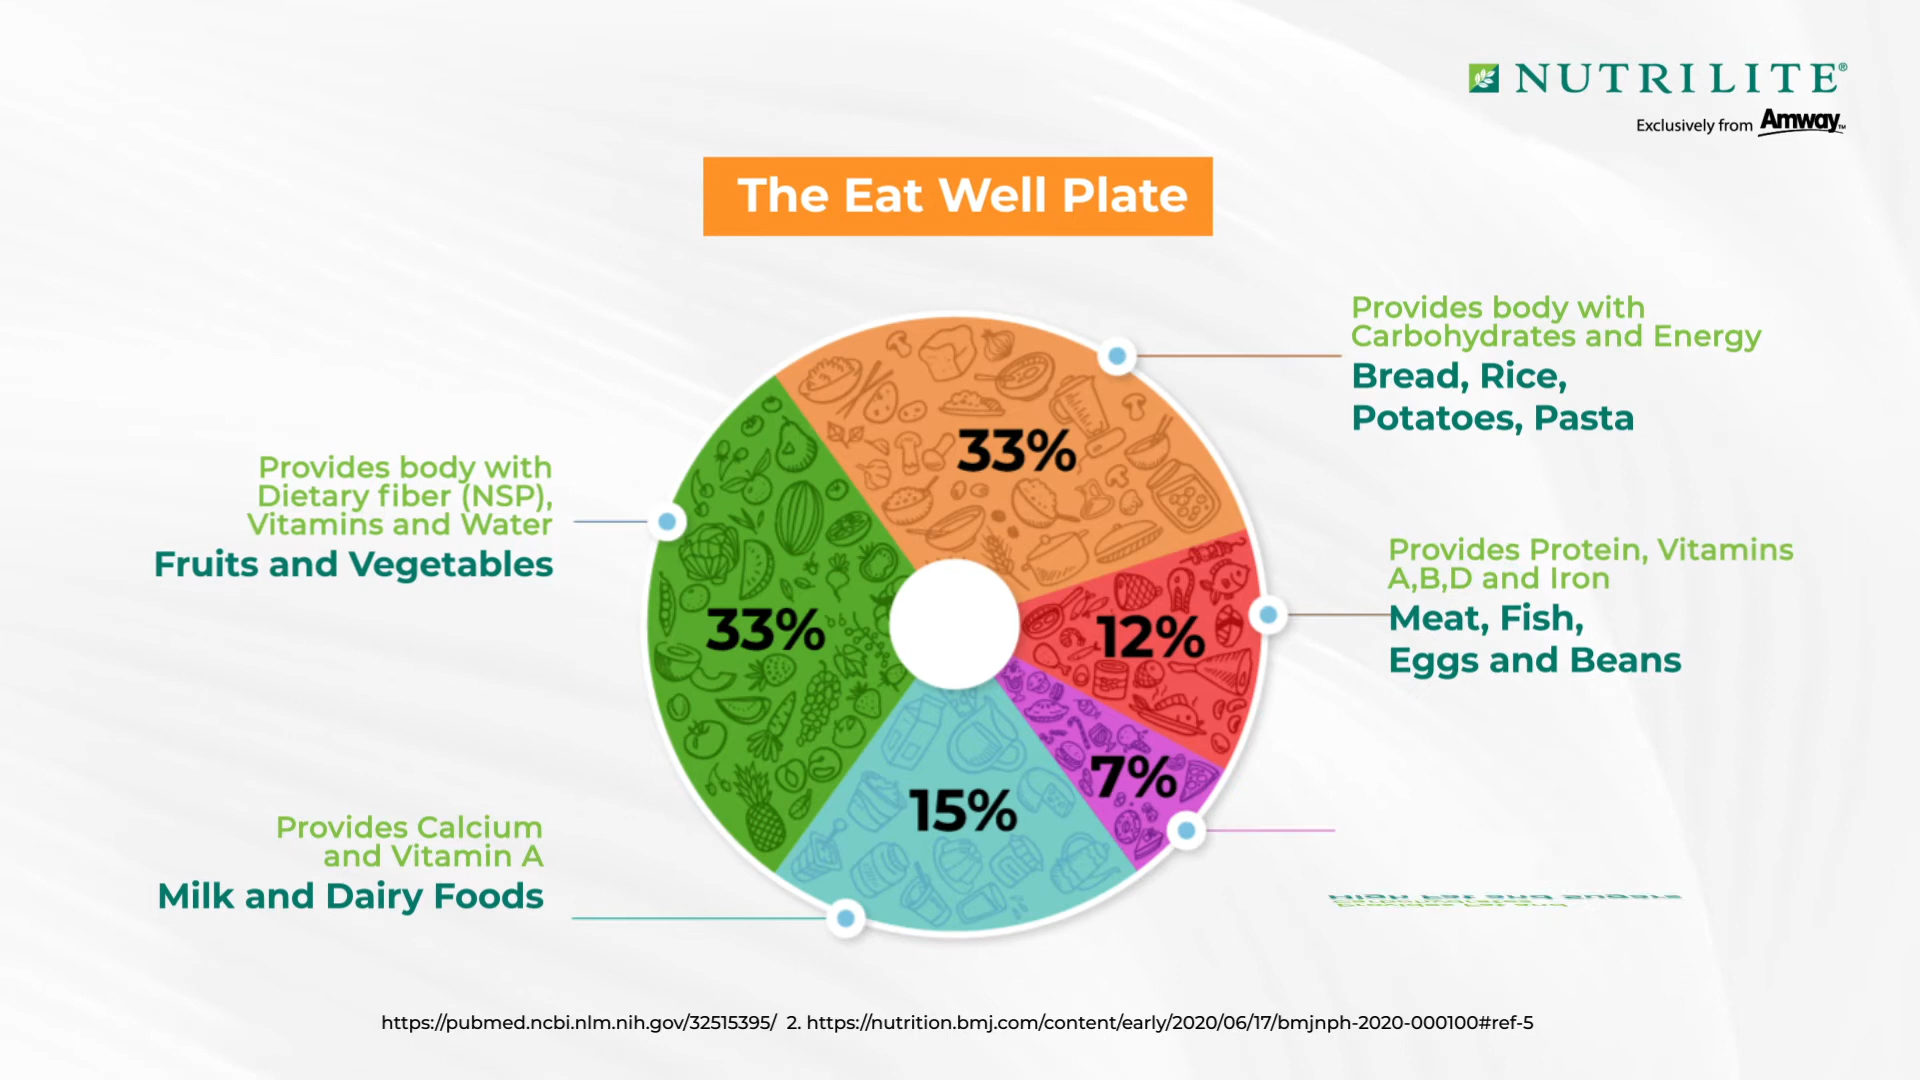 NUTRILITE®
Exclusively from Amway™
The Eat Well Plate
Provides body with
Carbohydrates and Energy
Bread, Rice,
Potatoes, Pasta
33%
Provides body with
Dietary fiber (NSP),
Vitamins and Water
Fruits and Vegetables
33%
Provides Protein, Vitamins
A,B,D and Iron
Meat, Fish,
Eggs and Beans
12%
7%
15%
Provides Calcium
and Vitamin A
Milk and Dairy Foods
https://pubmed.ncbi.nlm.nih.gov/32515395/ 2. https://nutrition.bmj.com/content/early/2020/06/17/bmjnph-2020-000100#ref-5